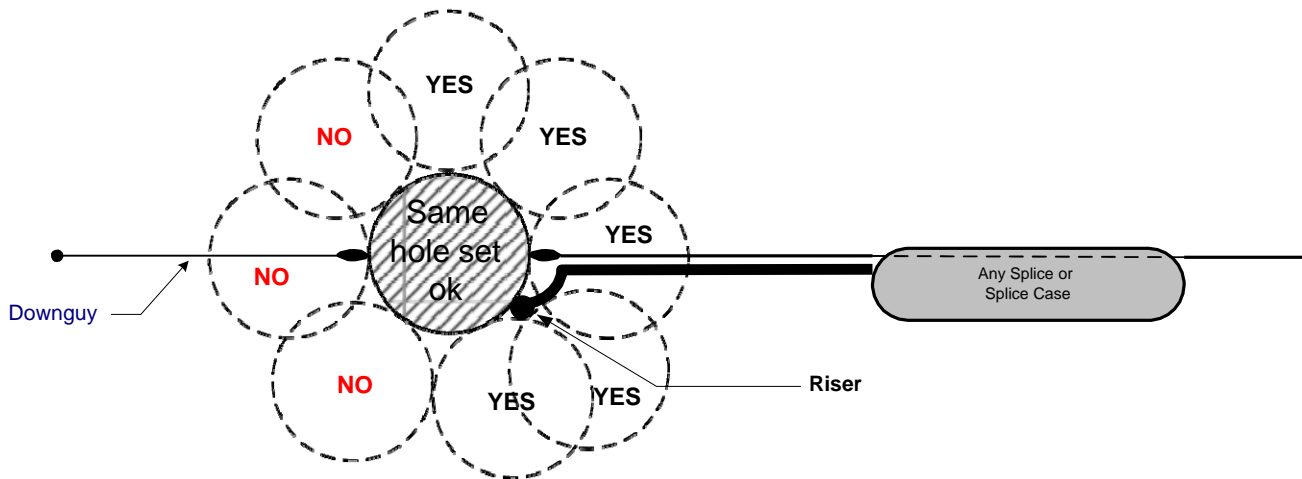 YES
NO
YES
Same
hole set
ok
YES
NO
Downguy
Any Splice or
Splice Case
NO
YES
YES
Riser